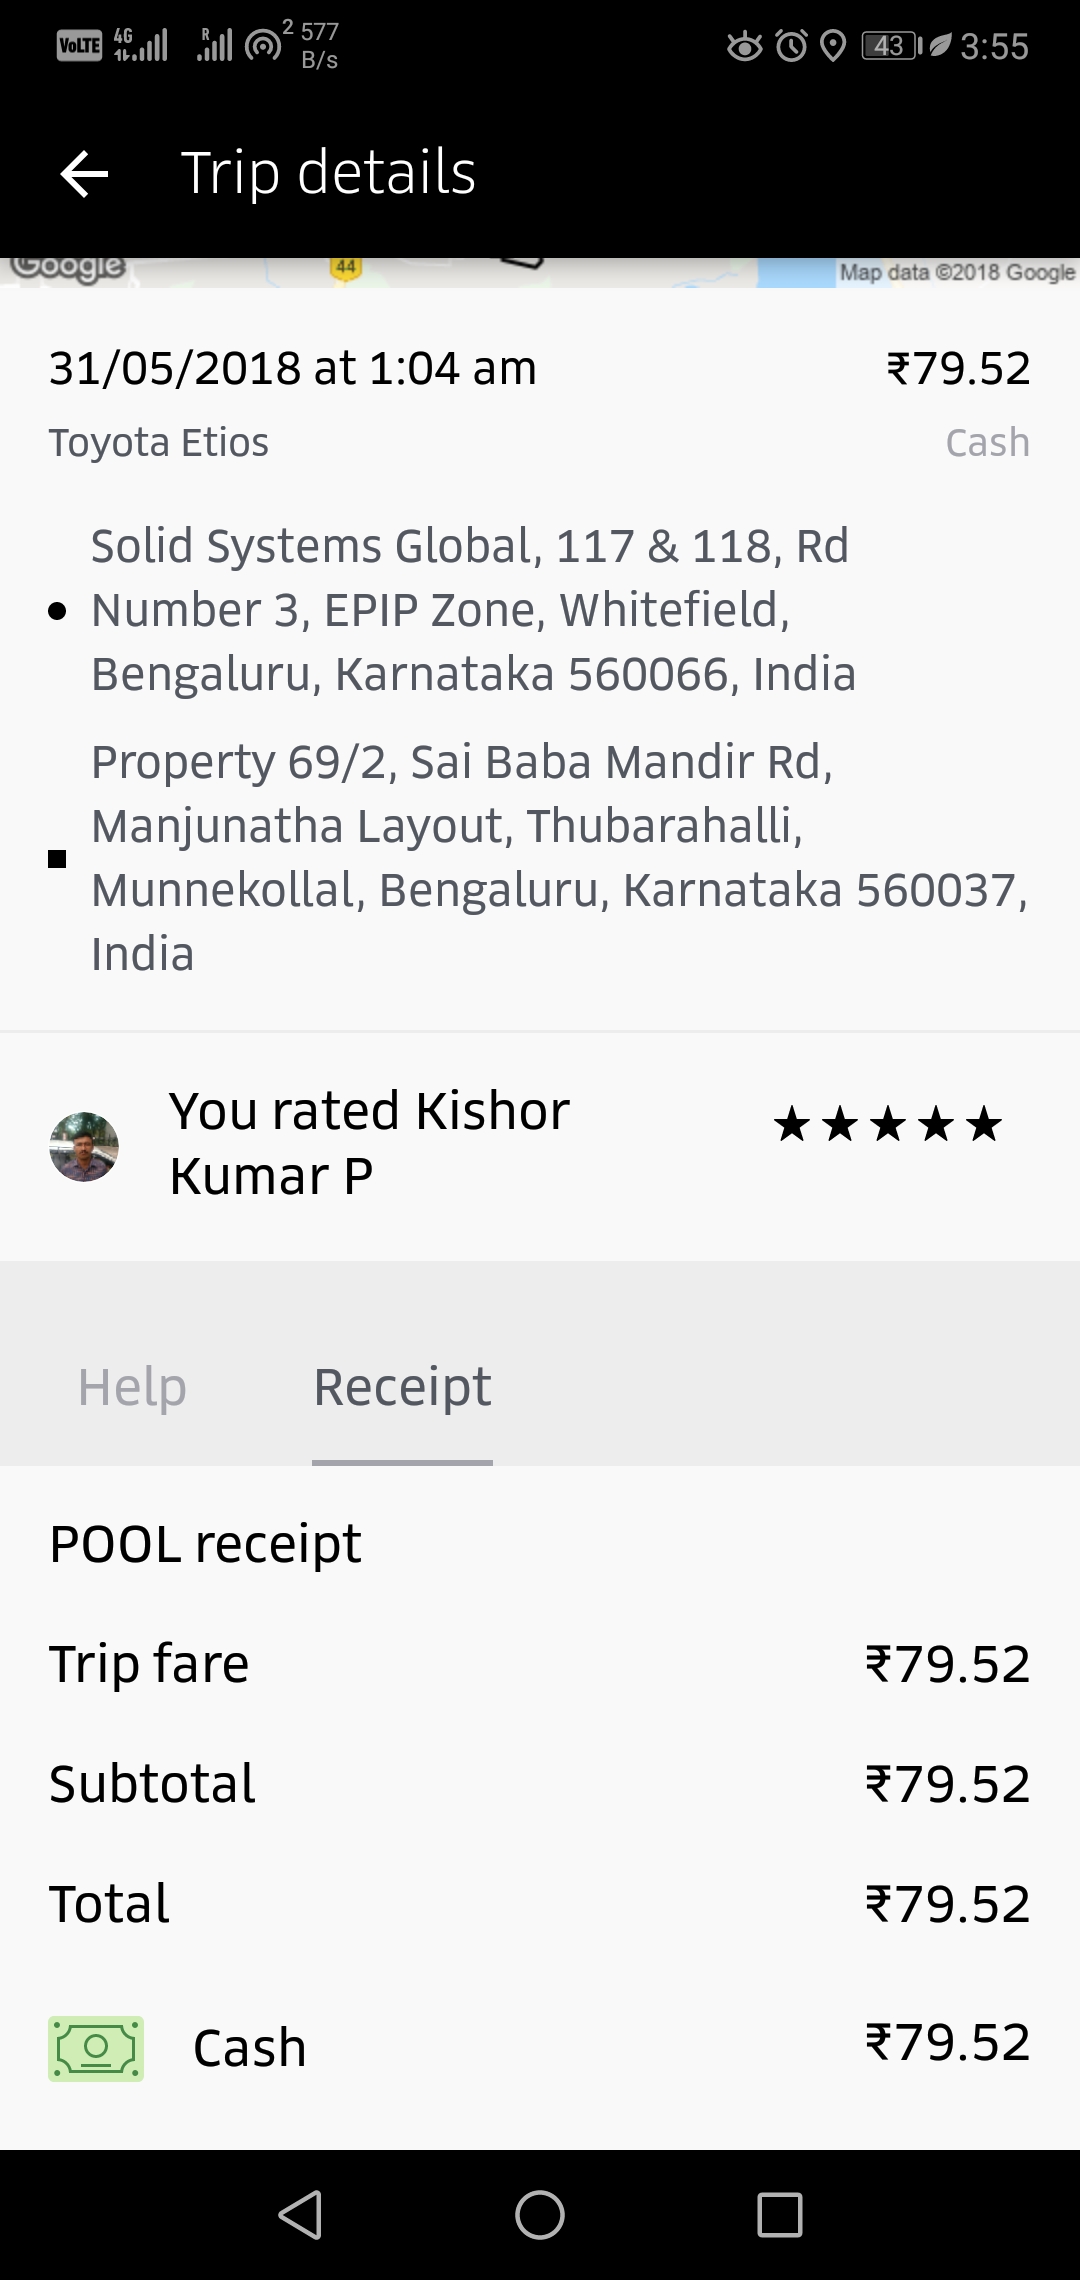 VoLTE 4G R 2 577 B/s 43 3:55
Trip details
Google 44 Map data ©2018 Google
31/05/2018 at 1:04 am ₹79.52
Toyota Etios Cash
Solid Systems Global, 117 & 118, Rd
Number 3, EPIP Zone, Whitefield,
Bengaluru, Karnataka 560066, India
Property 69/2, Sai Baba Mandir Rd,
Manjunatha Layout, Thubarahalli,
Munnekollal, Bengaluru, Karnataka 560037,
India
You rated Kishor
Kumar P
Help Receipt
POOL receipt
Trip fare ₹79.52
Subtotal ₹79.52
Total ₹79.52
Cash ₹79.52